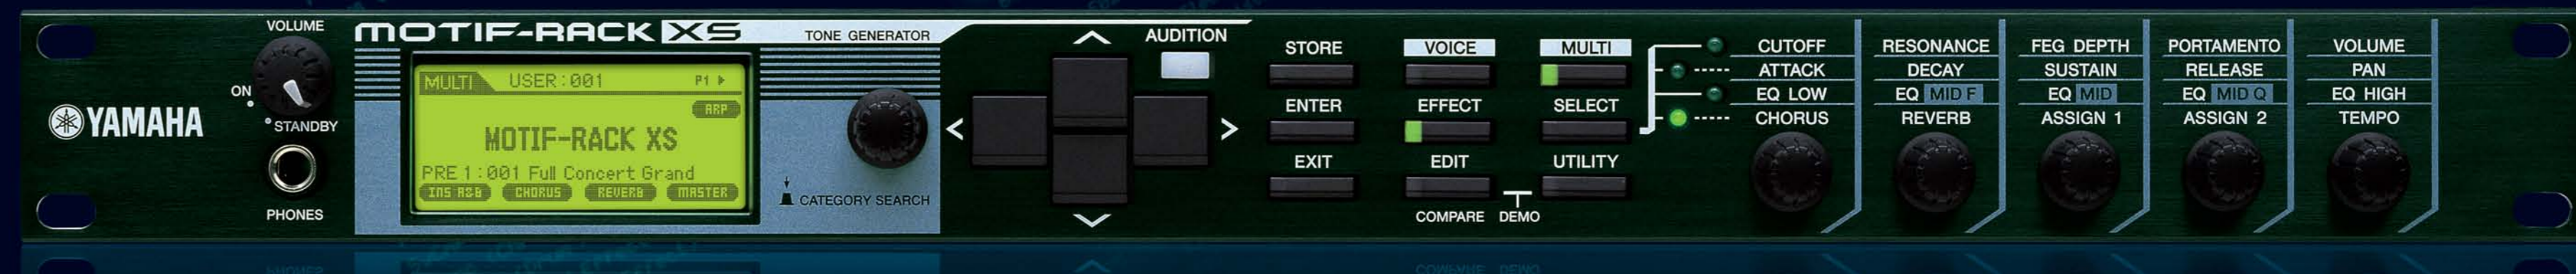 VOLUME
ON
STANDBY
PHONES
YAMAHA
MOTIF-RACK XS
TONE GENERATOR
MULTI USER:001 P1
ARP
MOTIF-RACK XS
PRE 1:001 Full Concert Grand
INS A&B CHORUS REVERB MASTER
CATEGORY SEARCH
AUDITION
STORE VOICE MULTI
ENTER EFFECT SELECT
EXIT EDIT UTILITY
COMPARE DEMO
CUTOFF RESONANCE FEG DEPTH PORTAMENTO VOLUME
ATTACK DECAY SUSTAIN RELEASE PAN
EQ LOW EQ MID F EQ MID EQ MID Q EQ HIGH
CHORUS REVERB ASSIGN 1 ASSIGN 2 TEMPO